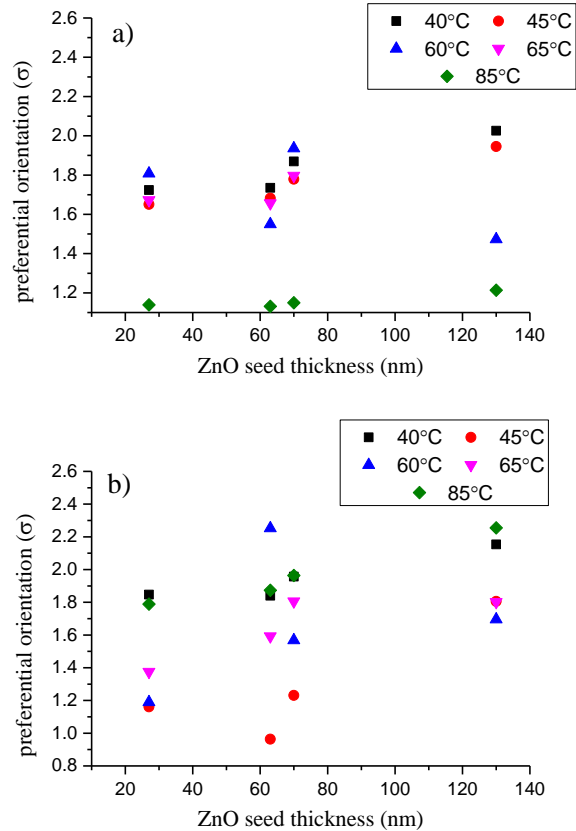 a)
40°C 45°C
60°C 65°C
85°C
2.6
2.4
2.2
2.0
1.8
1.6
1.4
1.2
preferential orientation (σ)
20 40 60 80 100 120 140
ZnO seed thickness (nm)
b)
40°C 45°C
60°C 65°C
85°C
2.6
2.4
2.2
2.0
1.8
1.6
1.4
1.2
1.0
0.8
preferential orientation (σ)
20 40 60 80 100 120 140
ZnO seed thickness (nm)